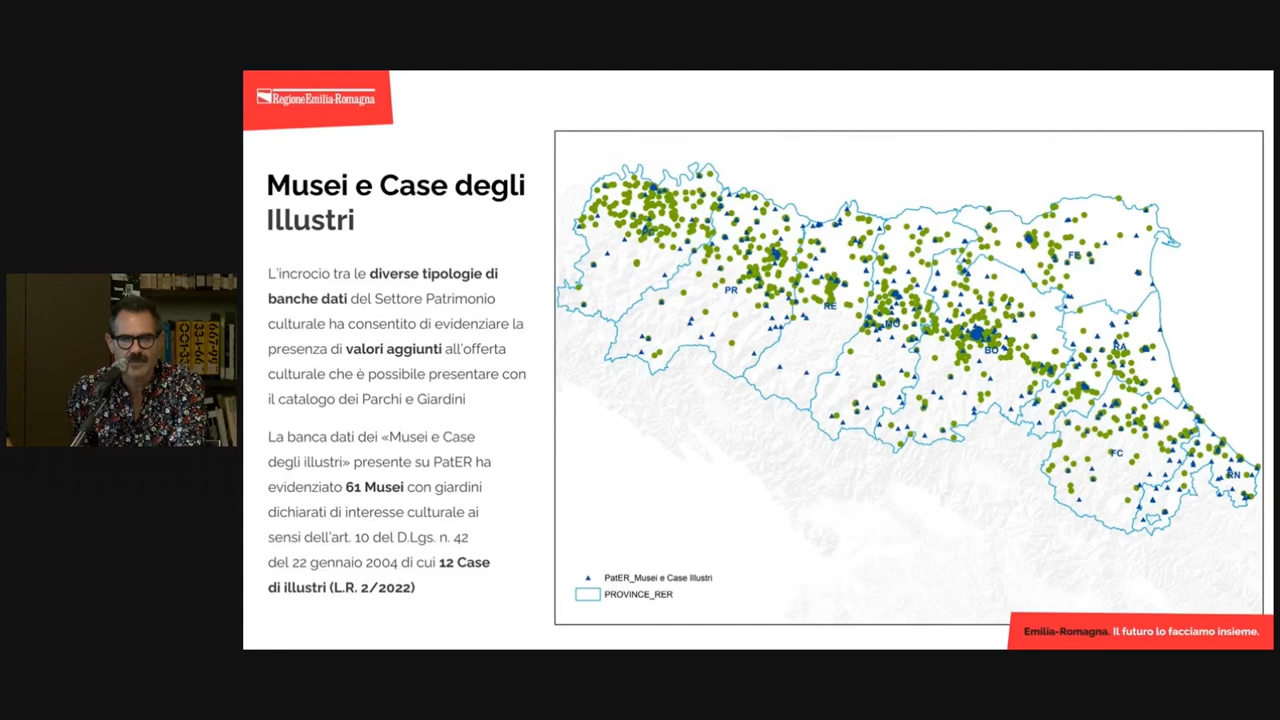 RegioneEmilia-Romagna
Musei e Case degli
Illustri
L'incrocio tra le diverse tipologie di
banche dati del Settore Patrimonio
culturale ha consentito di evidenziare la
presenza di valori aggiunti all'offerta
culturale che è possibile presentare con
il catalogo dei Parchi e Giardini
La banca dati dei «Musei e Case
degli illustri» presente su PatER ha
evidenziato 61 Musei con giardini
dichiarati di interesse culturale ai
sensi dell'art. 10 del D.Lgs. n. 42
del 22 gennaio 2004 di cui 12 Case
di illustri (L.R. 2/2022)
PR
RE
MO
BO
FE
RA
FC
RN
PatER_Musei e Case Illustri
PROVINCE_RER
Emilia-Romagna. Il futuro lo facciamo insieme.